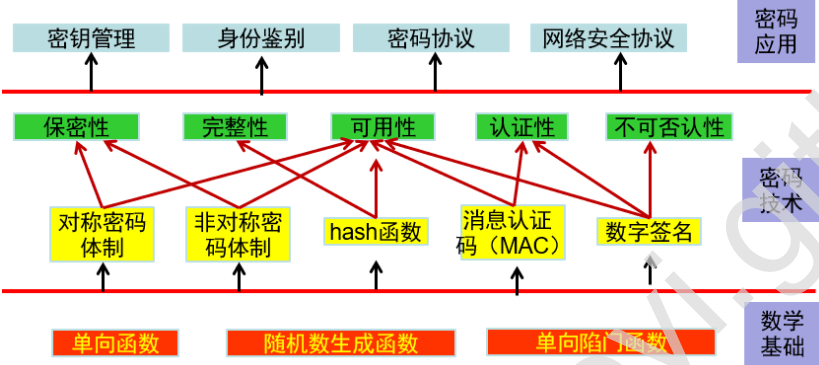 密钥管理
身份鉴别
密码协议
网络安全协议
密码
应用
保密性
完整性
可用性
认证性
不可否认性
密码
技术
对称密码
体制
非对称密
码体制
hash函数
消息认证
码（MAC）
数字签名
数学
基础
单向函数
随机数生成函数
单向陷门函数